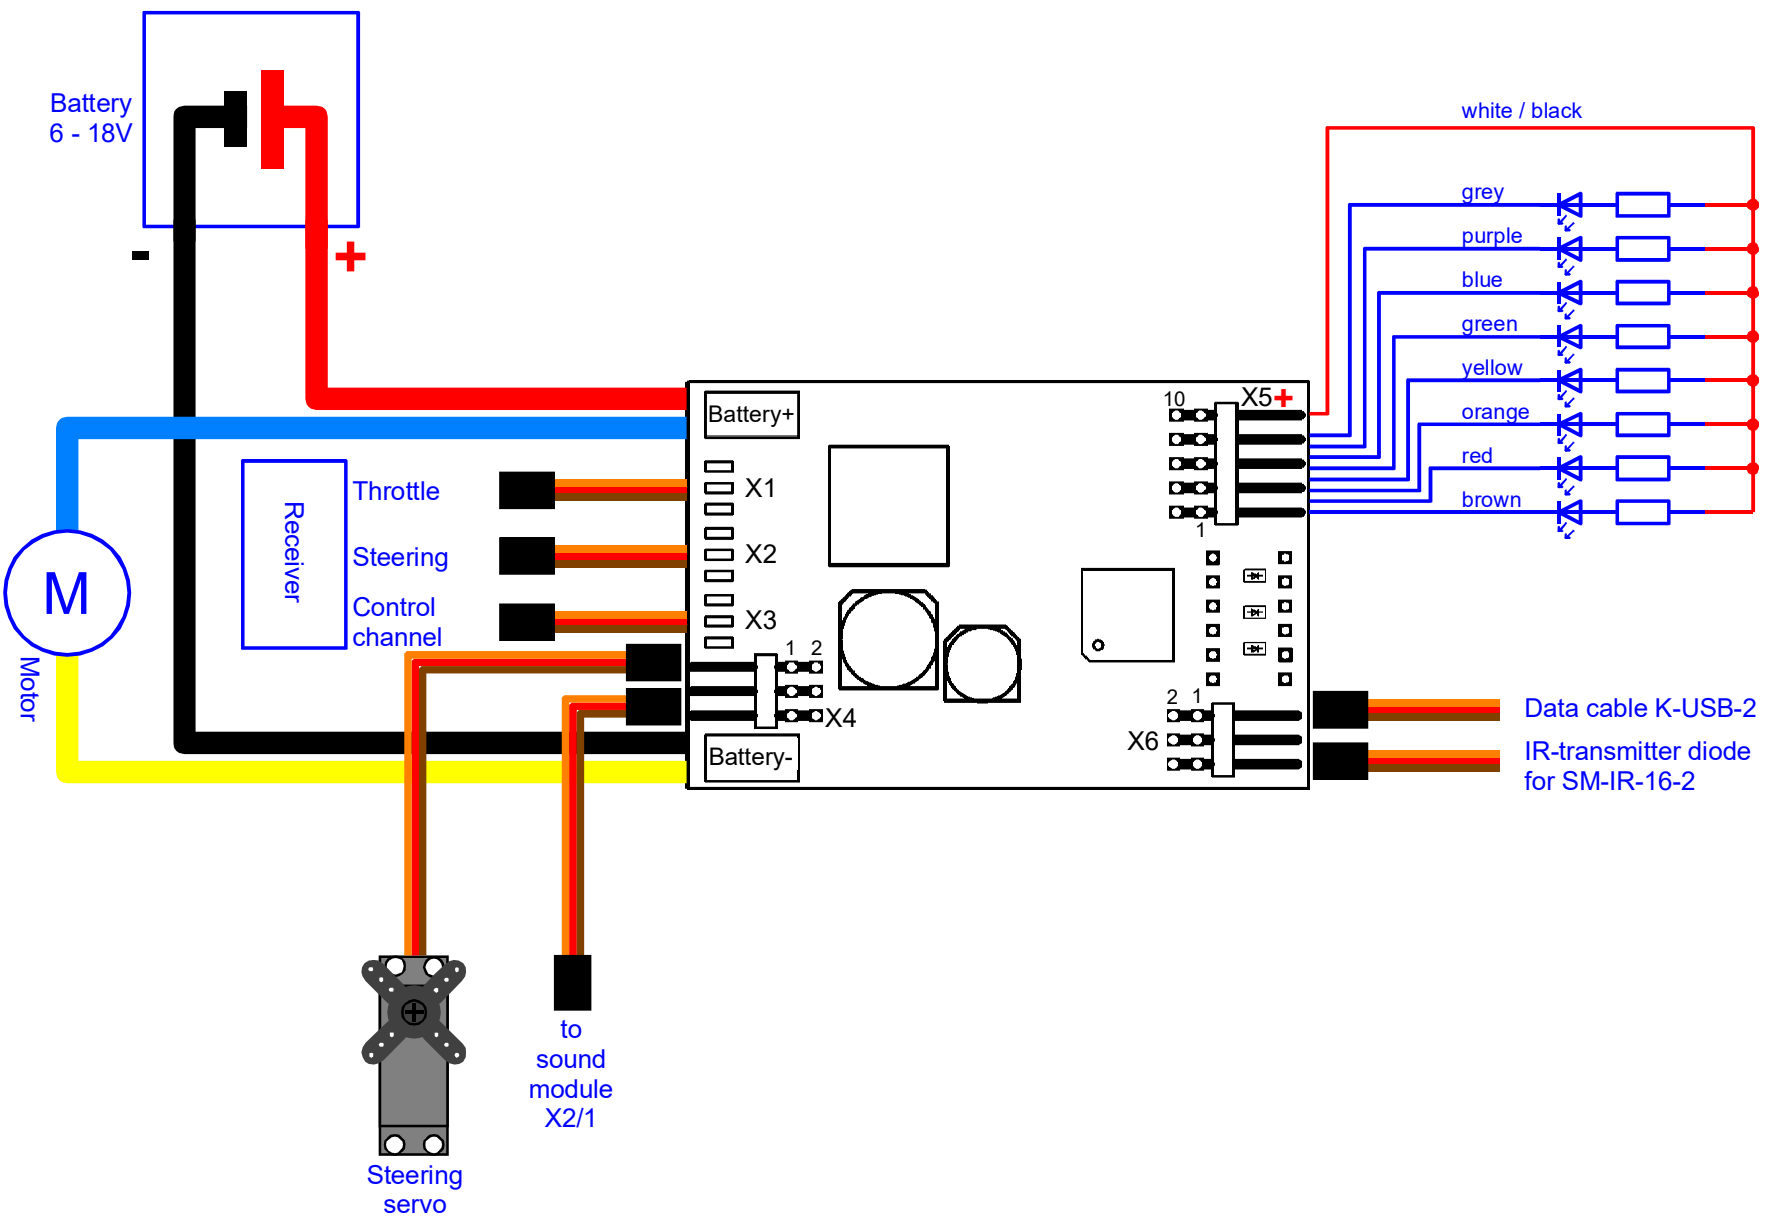 Battery
6 - 18V
-
+
white / black
grey
purple
blue
green
yellow
orange
red
brown
Battery+
X5+
10
1
Receiver
Throttle
Steering
Control
channel
X1
X2
X3
1 2
X4
Battery-
M
Motor
2 1
X6
Data cable K-USB-2
IR-transmitter diode
for SM-IR-16-2
to
sound
module
X2/1
Steering
servo